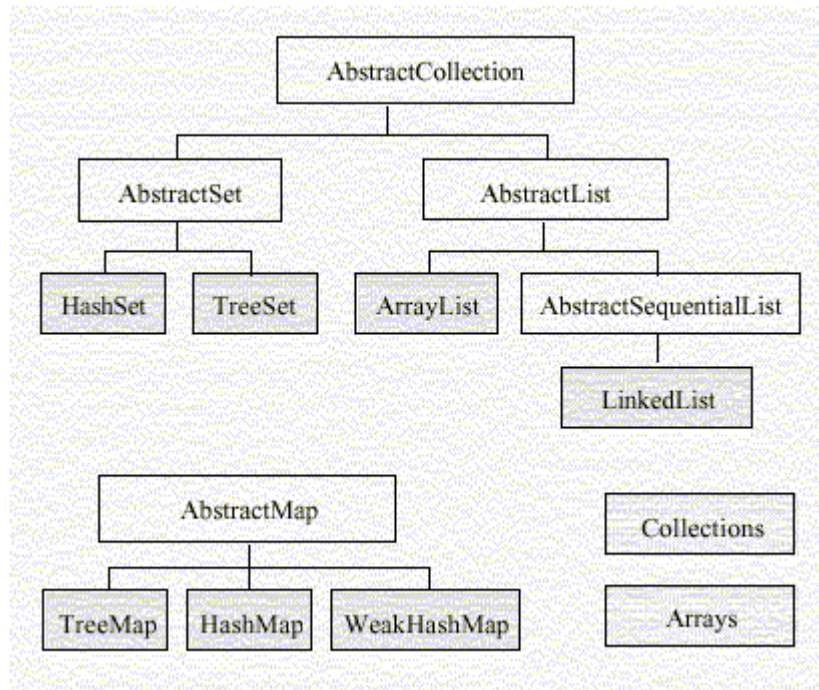 AbstractCollection
AbstractSet
AbstractList
HashSet
TreeSet
ArrayList
AbstractSequentialList
LinkedList
AbstractMap
Collections
TreeMap
HashMap
WeakHashMap
Arrays